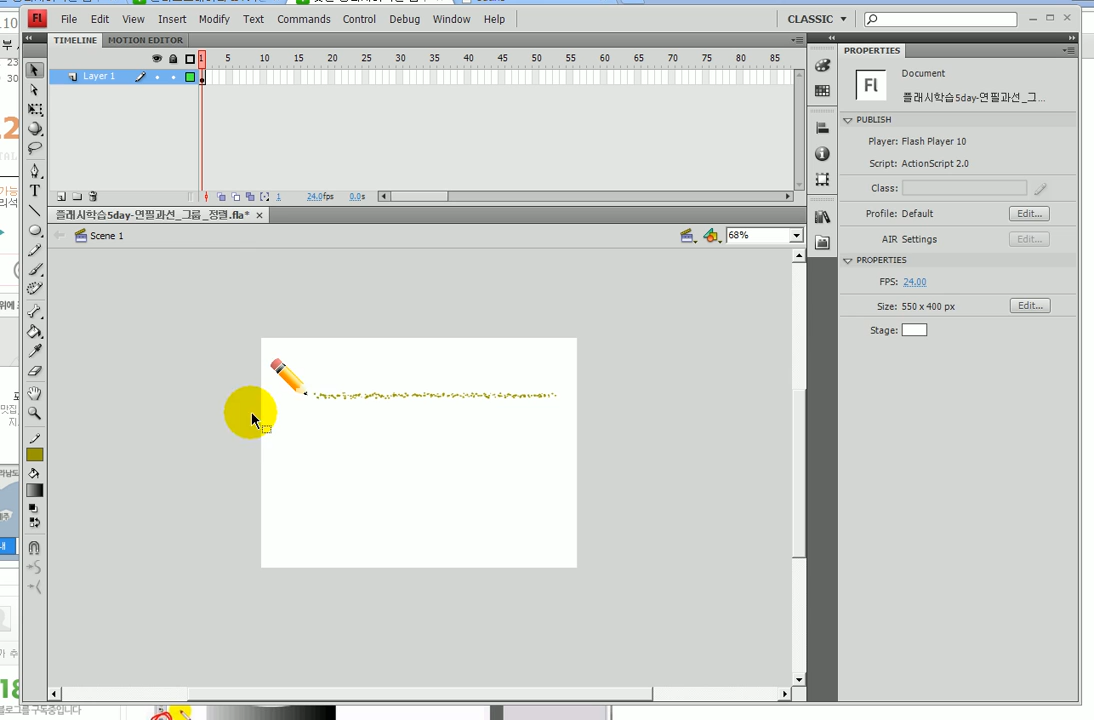 File Edit View Insert Modify Text Commands Control Debug Window Help
CLASSIC
TIMELINE MOTION EDITOR
1 5 10 15 20 25 30 35 40 45 50 55 60 65 70 75 80 85
Layer 1
1 24.0fps 0.0s
플래시학습5day-연필과선_그룹_정렬.fla*
Scene 1
68%
PROPERTIES
Fl
Document
플래시학습5day-연필과선_그...
PUBLISH
Player: Flash Player 10
Script: ActionScript 2.0
Class:
Profile: Default Edit...
AIR Settings Edit...
PROPERTIES
FPS: 24.00
Size: 550 x 400 px Edit...
Stage: